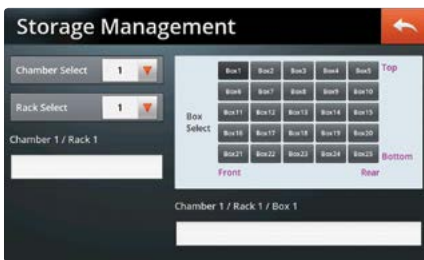 Storage Management
Chamber Select 1
Rack Select 1
Chamber 1 / Rack 1
Box Select
Box1 Box2 Box3 Box4 Box5 Top
Box6 Box7 Box8 Box9 Box10
Box11 Box12 Box13 Box14 Box15
Box16 Box17 Box18 Box19 Box20
Box21 Box22 Box23 Box24 Box25 Bottom
Front Rear
Chamber 1 / Rack 1 / Box 1